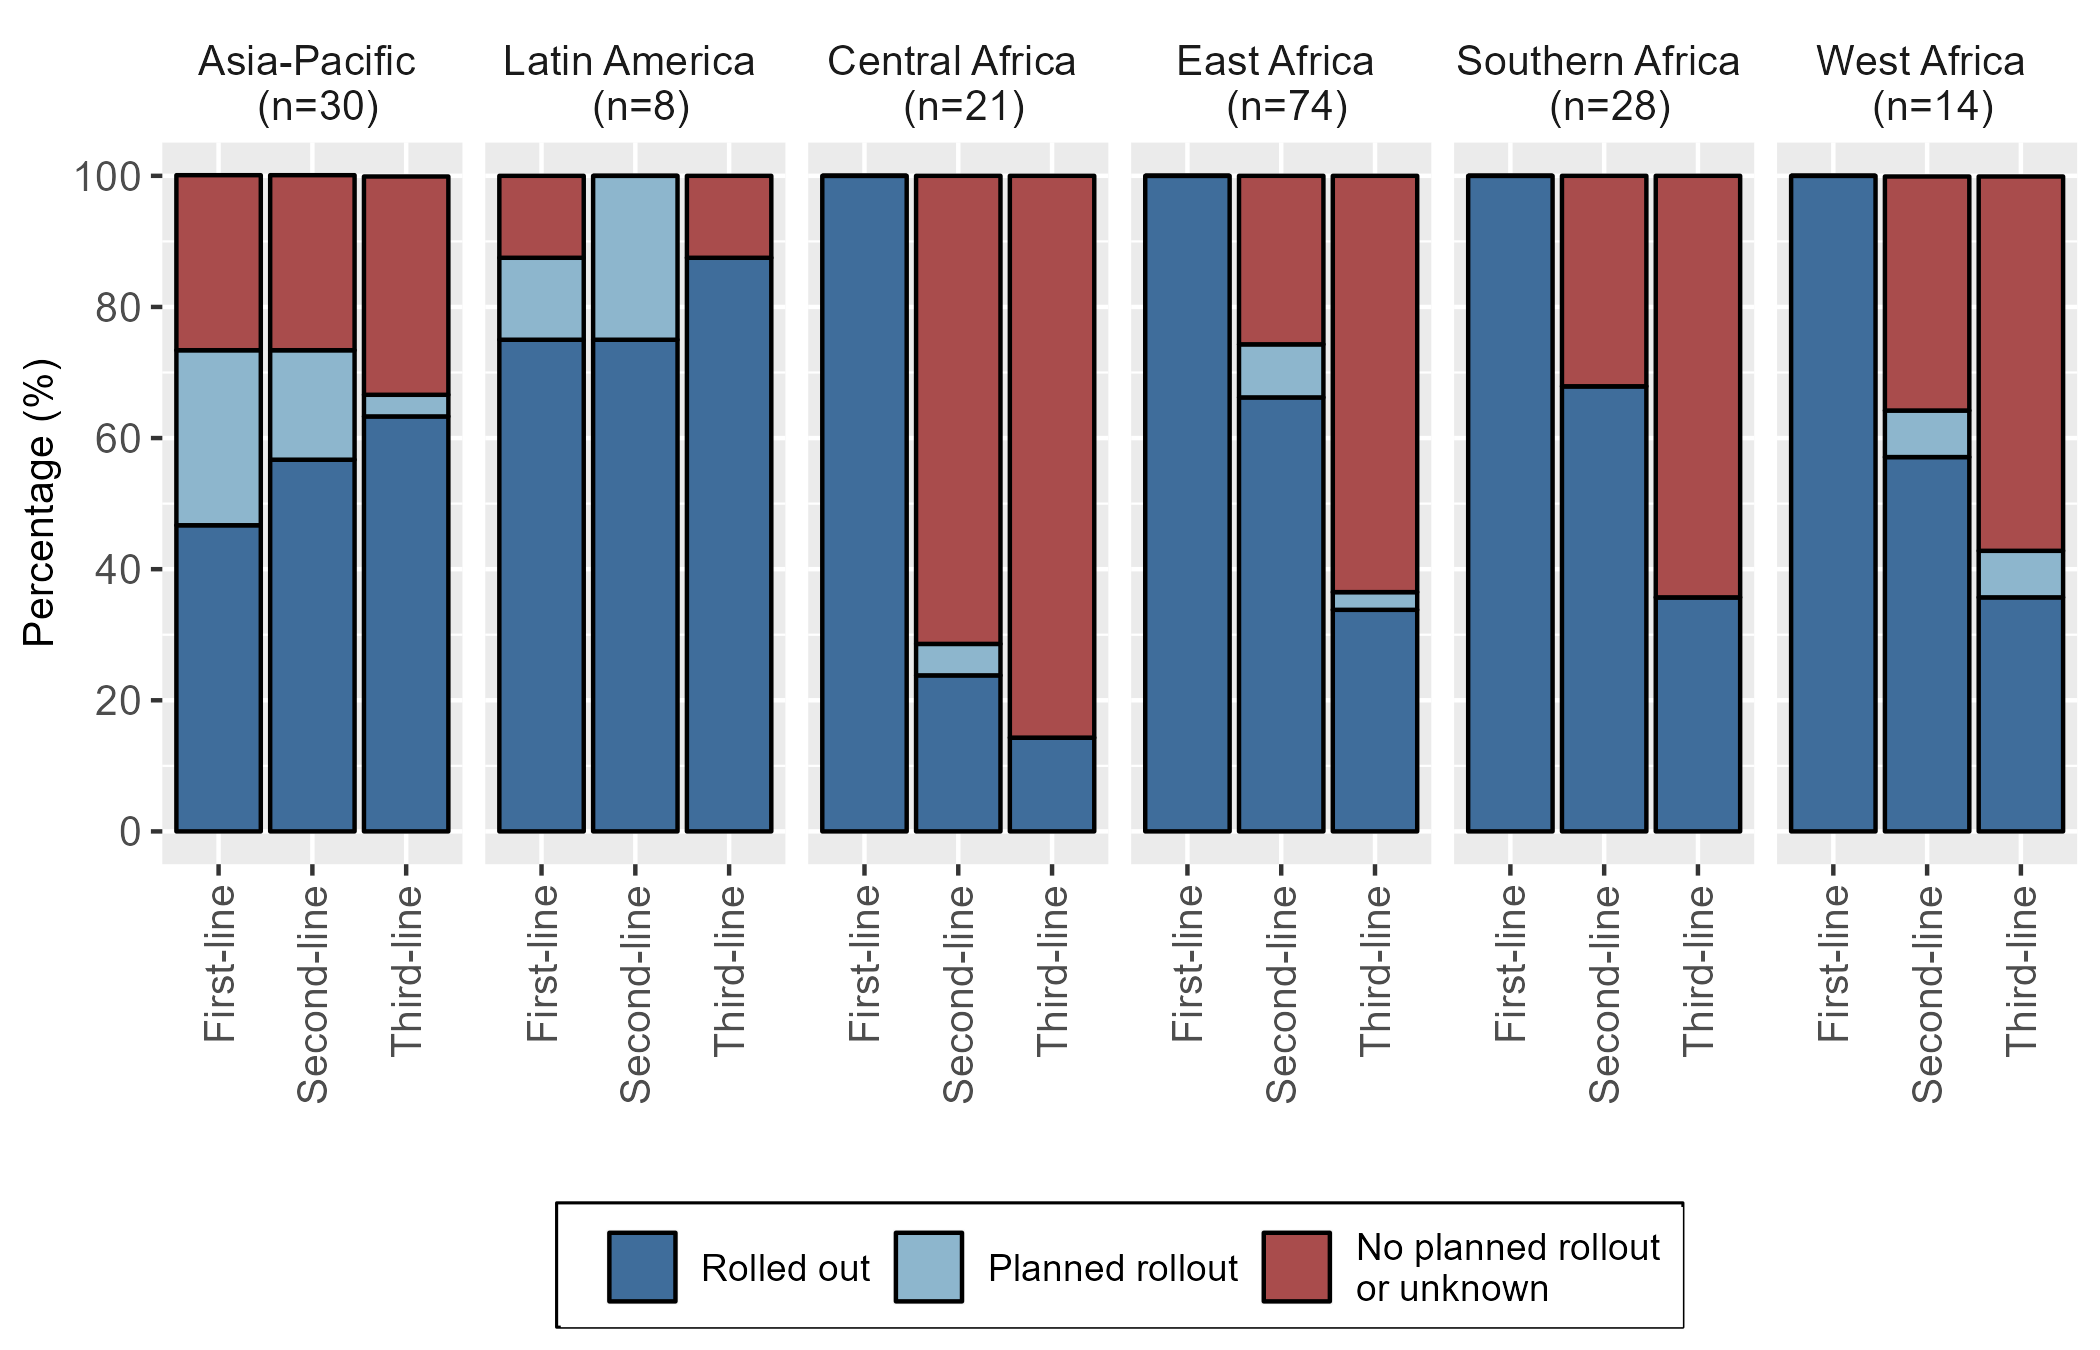 Asia-Pacific
(n=30)
Latin America
(n=8)
Central Africa
(n=21)
East Africa
(n=74)
Southern Africa
(n=28)
West Africa
(n=14)
Percentage (%)
100
80
60
40
20
0
First-line
Second-line
Third-line
First-line
Second-line
Third-line
First-line
Second-line
Third-line
First-line
Second-line
Third-line
First-line
Second-line
Third-line
First-line
Second-line
Third-line
Rolled out
Planned rollout
No planned rollout
or unknown